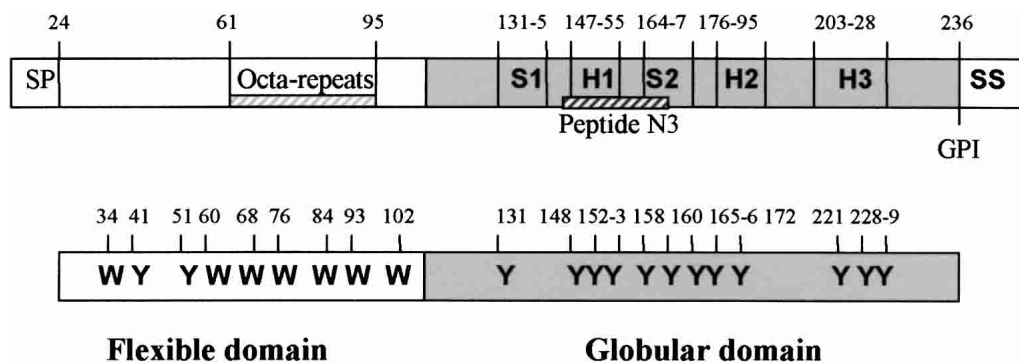 24 61 95 131-5 147-55 164-7 176-95 203-28 236
SP Octa-repeats S1 H1 S2 H2 H3 SS
Peptide N3
GPI
34 41 51 60 68 76 84 93 102 131 148 152-3 158 160 165-6 172 221 228-9
W Y Y W W W W W W Y Y Y Y Y Y Y Y Y Y Y Y
Flexible domain Globular domain